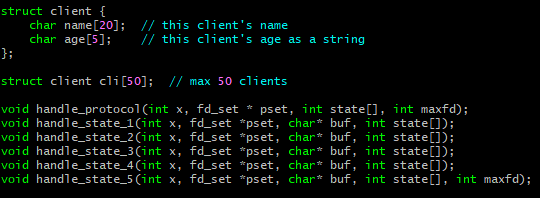 struct client {
    char name[20];  // this client's name
    char age[5];    // this client's age as a string
};

struct client cli[50];  // max 50 clients

void handle_protocol(int x, fd_set * pset, int state[], int maxfd);
void handle_state_1(int x, fd_set *pset, char* buf, int state[]);
void handle_state_2(int x, fd_set *pset, char* buf, int state[]);
void handle_state_3(int x, fd_set *pset, char* buf, int state[]);
void handle_state_4(int x, fd_set *pset, char* buf, int state[]);
void handle_state_5(int x, fd_set *pset, char* buf, int state[], int maxfd);